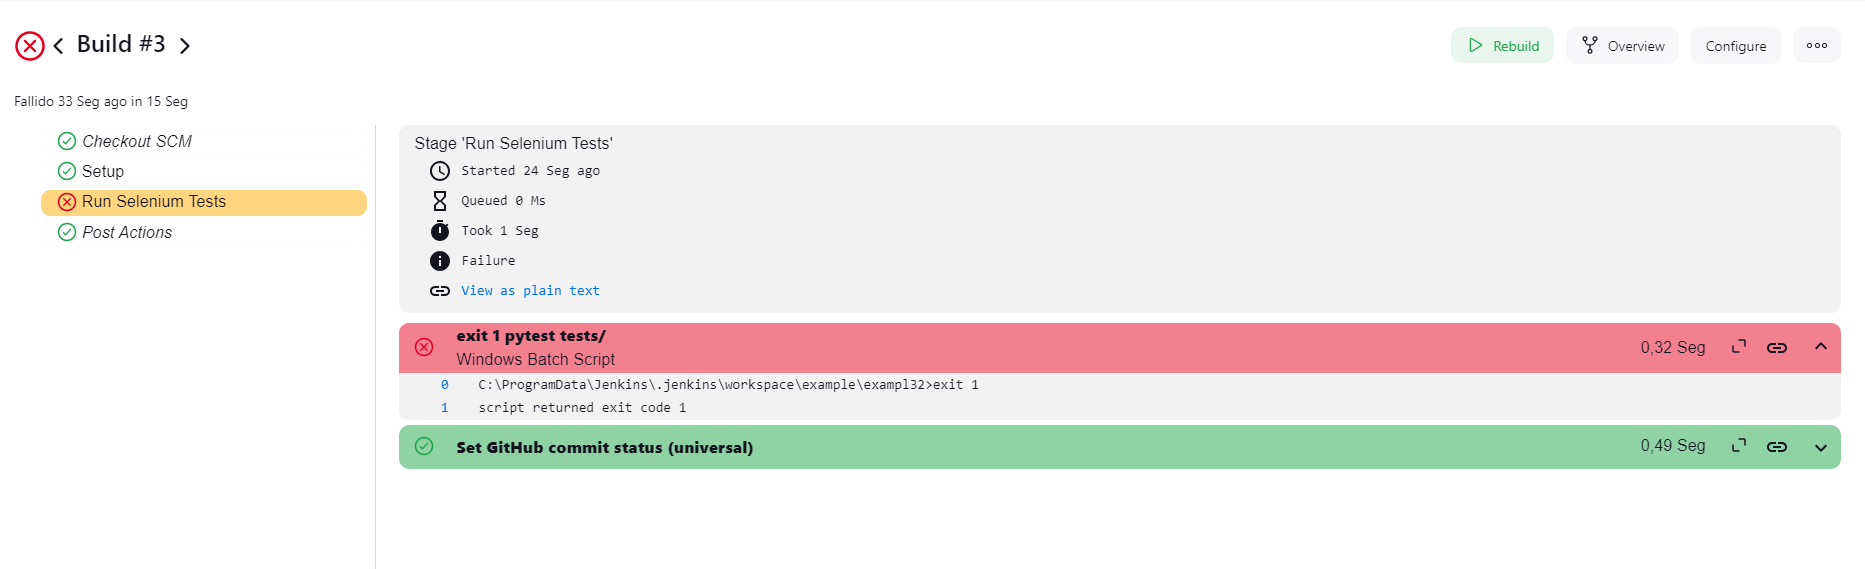 Build #3
Rebuild
Overview
Configure
Fallido 33 Seg ago in 15 Seg
Checkout SCM
Setup
Run Selenium Tests
Post Actions
Stage 'Run Selenium Tests'
Started 24 Seg ago
Queued 0 Ms
Took 1 Seg
Failure
View as plain text
exit 1 pytest tests/
Windows Batch Script
0,32 Seg
0 C:\ProgramData\Jenkins\.jenkins\workspace\example\exampl32>exit 1
1 script returned exit code 1
Set GitHub commit status (universal)
0,49 Seg